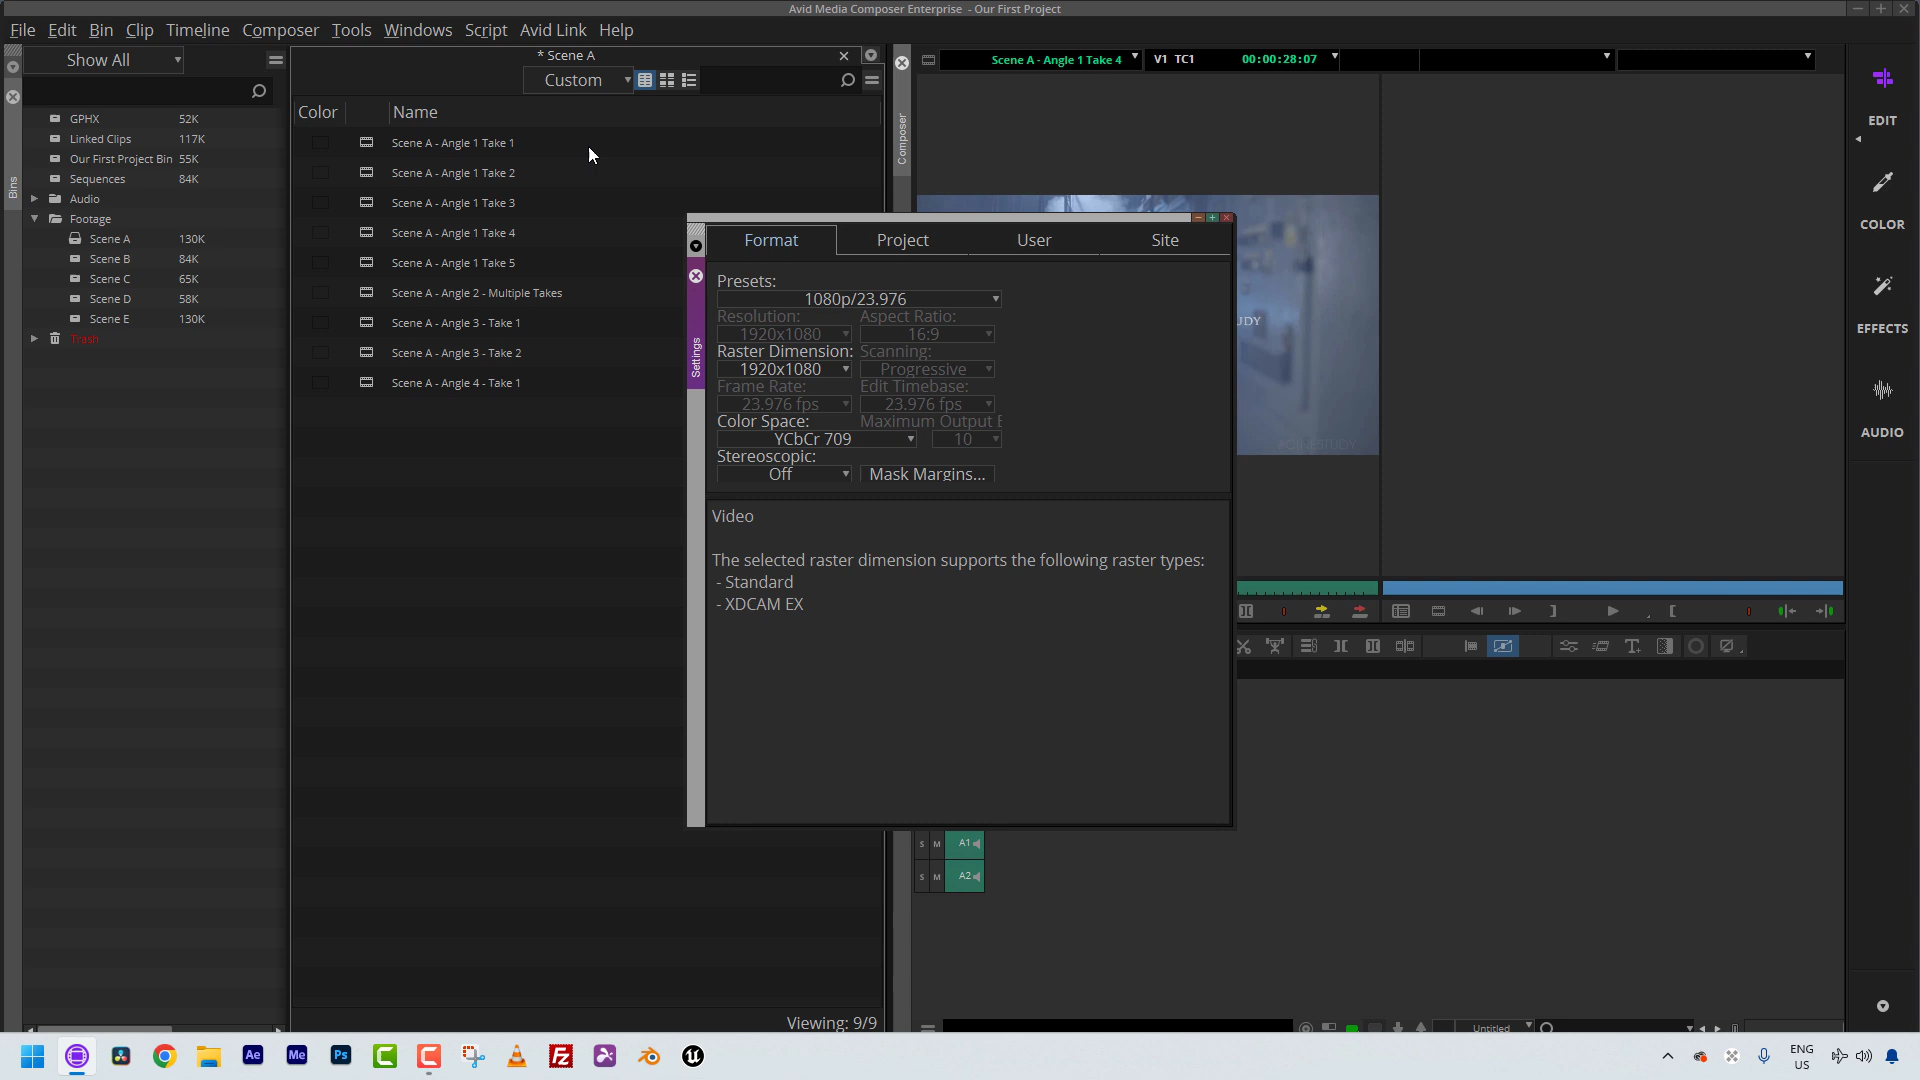 Avid Media Composer Enterprise - Our First Project
File Edit Bin Clip Timeline Composer Tools Windows Script Avid Link Help
Show All
* Scene A
Custom
Scene A - Angle 1 Take 4
V1 TC1
00:00:28:07
Bins
GPHX 52K
Linked Clips 117K
Our First Project Bin 55K
Sequences 84K
Audio
Footage
Scene A 130K
Scene B 84K
Scene C 65K
Scene D 58K
Scene E 130K
Trash
Color Name
Scene A - Angle 1 Take 1
Scene A - Angle 1 Take 2
Scene A - Angle 1 Take 3
Scene A - Angle 1 Take 4
Scene A - Angle 1 Take 5
Scene A - Angle 2 - Multiple Takes
Scene A - Angle 3 - Take 1
Scene A - Angle 3 - Take 2
Scene A - Angle 4 - Take 1
Viewing: 9/9
Composer
Settings
Format Project User Site
Presets:
1080p/23.976
Resolution: Aspect Ratio:
1920x1080 16:9
Raster Dimension: Scanning:
1920x1080 Progressive
Frame Rate: Edit Timebase:
23.976 fps 23.976 fps
Color Space: Maximum Output E
YCbCr 709 10
Stereoscopic:
Off Mask Margins...
Video
The selected raster dimension supports the following raster types:
- Standard
- XDCAM EX
UDY
EDIT
COLOR
EFFECTS
AUDIO
S M A1
S M A2
Untitled
Ae Me Ps
ENG
US